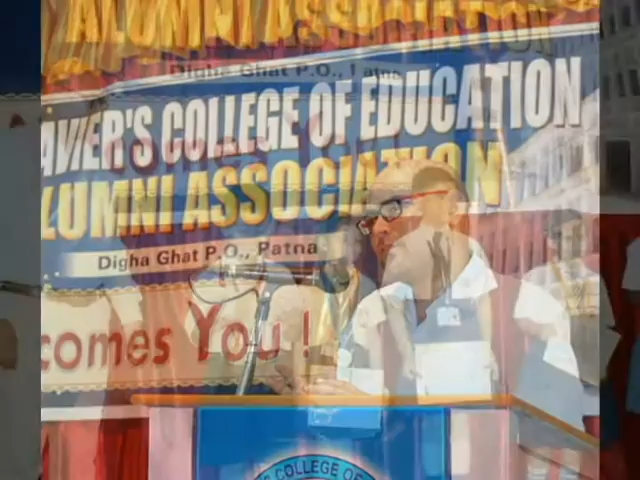 ALUMNI ASSOCIATION
Digha Ghat P.O., Patna
AVIER'S COLLEGE OF EDUCATION
LUMNI ASSOCIATION
Digha Ghat P.O., Patna
comes You !
COLLEGE OF